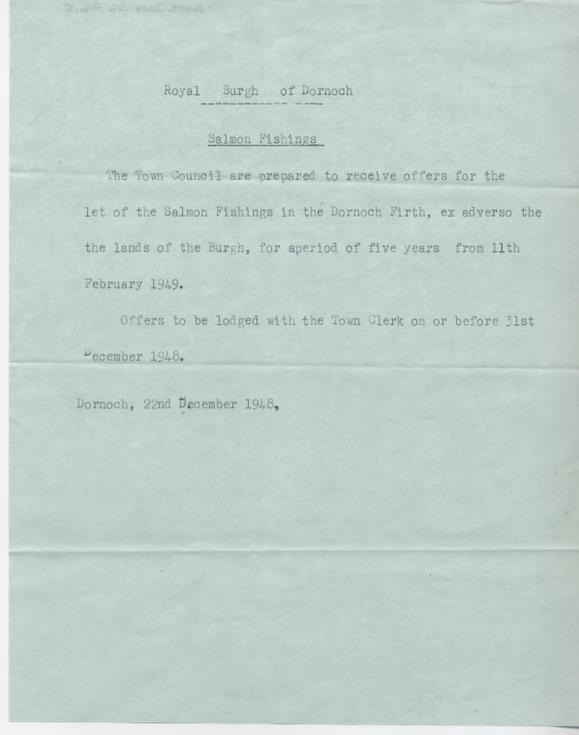 Royal Burgh of Dornoch
Salmon Fishings
The Town Council are prepared to receive offers for the
let of the Salmon Fishings in the Dornoch Firth, ex adverso the
the lands of the Burgh, for aperiod of five years from 11th
February 1949.
Offers to be lodged with the Town Clerk on or before 31st
December 1948.
Dornoch, 22nd December 1948,